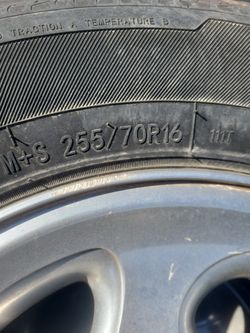 TRACTION A TEMPERATURE B
M+S 255/70R16 111T